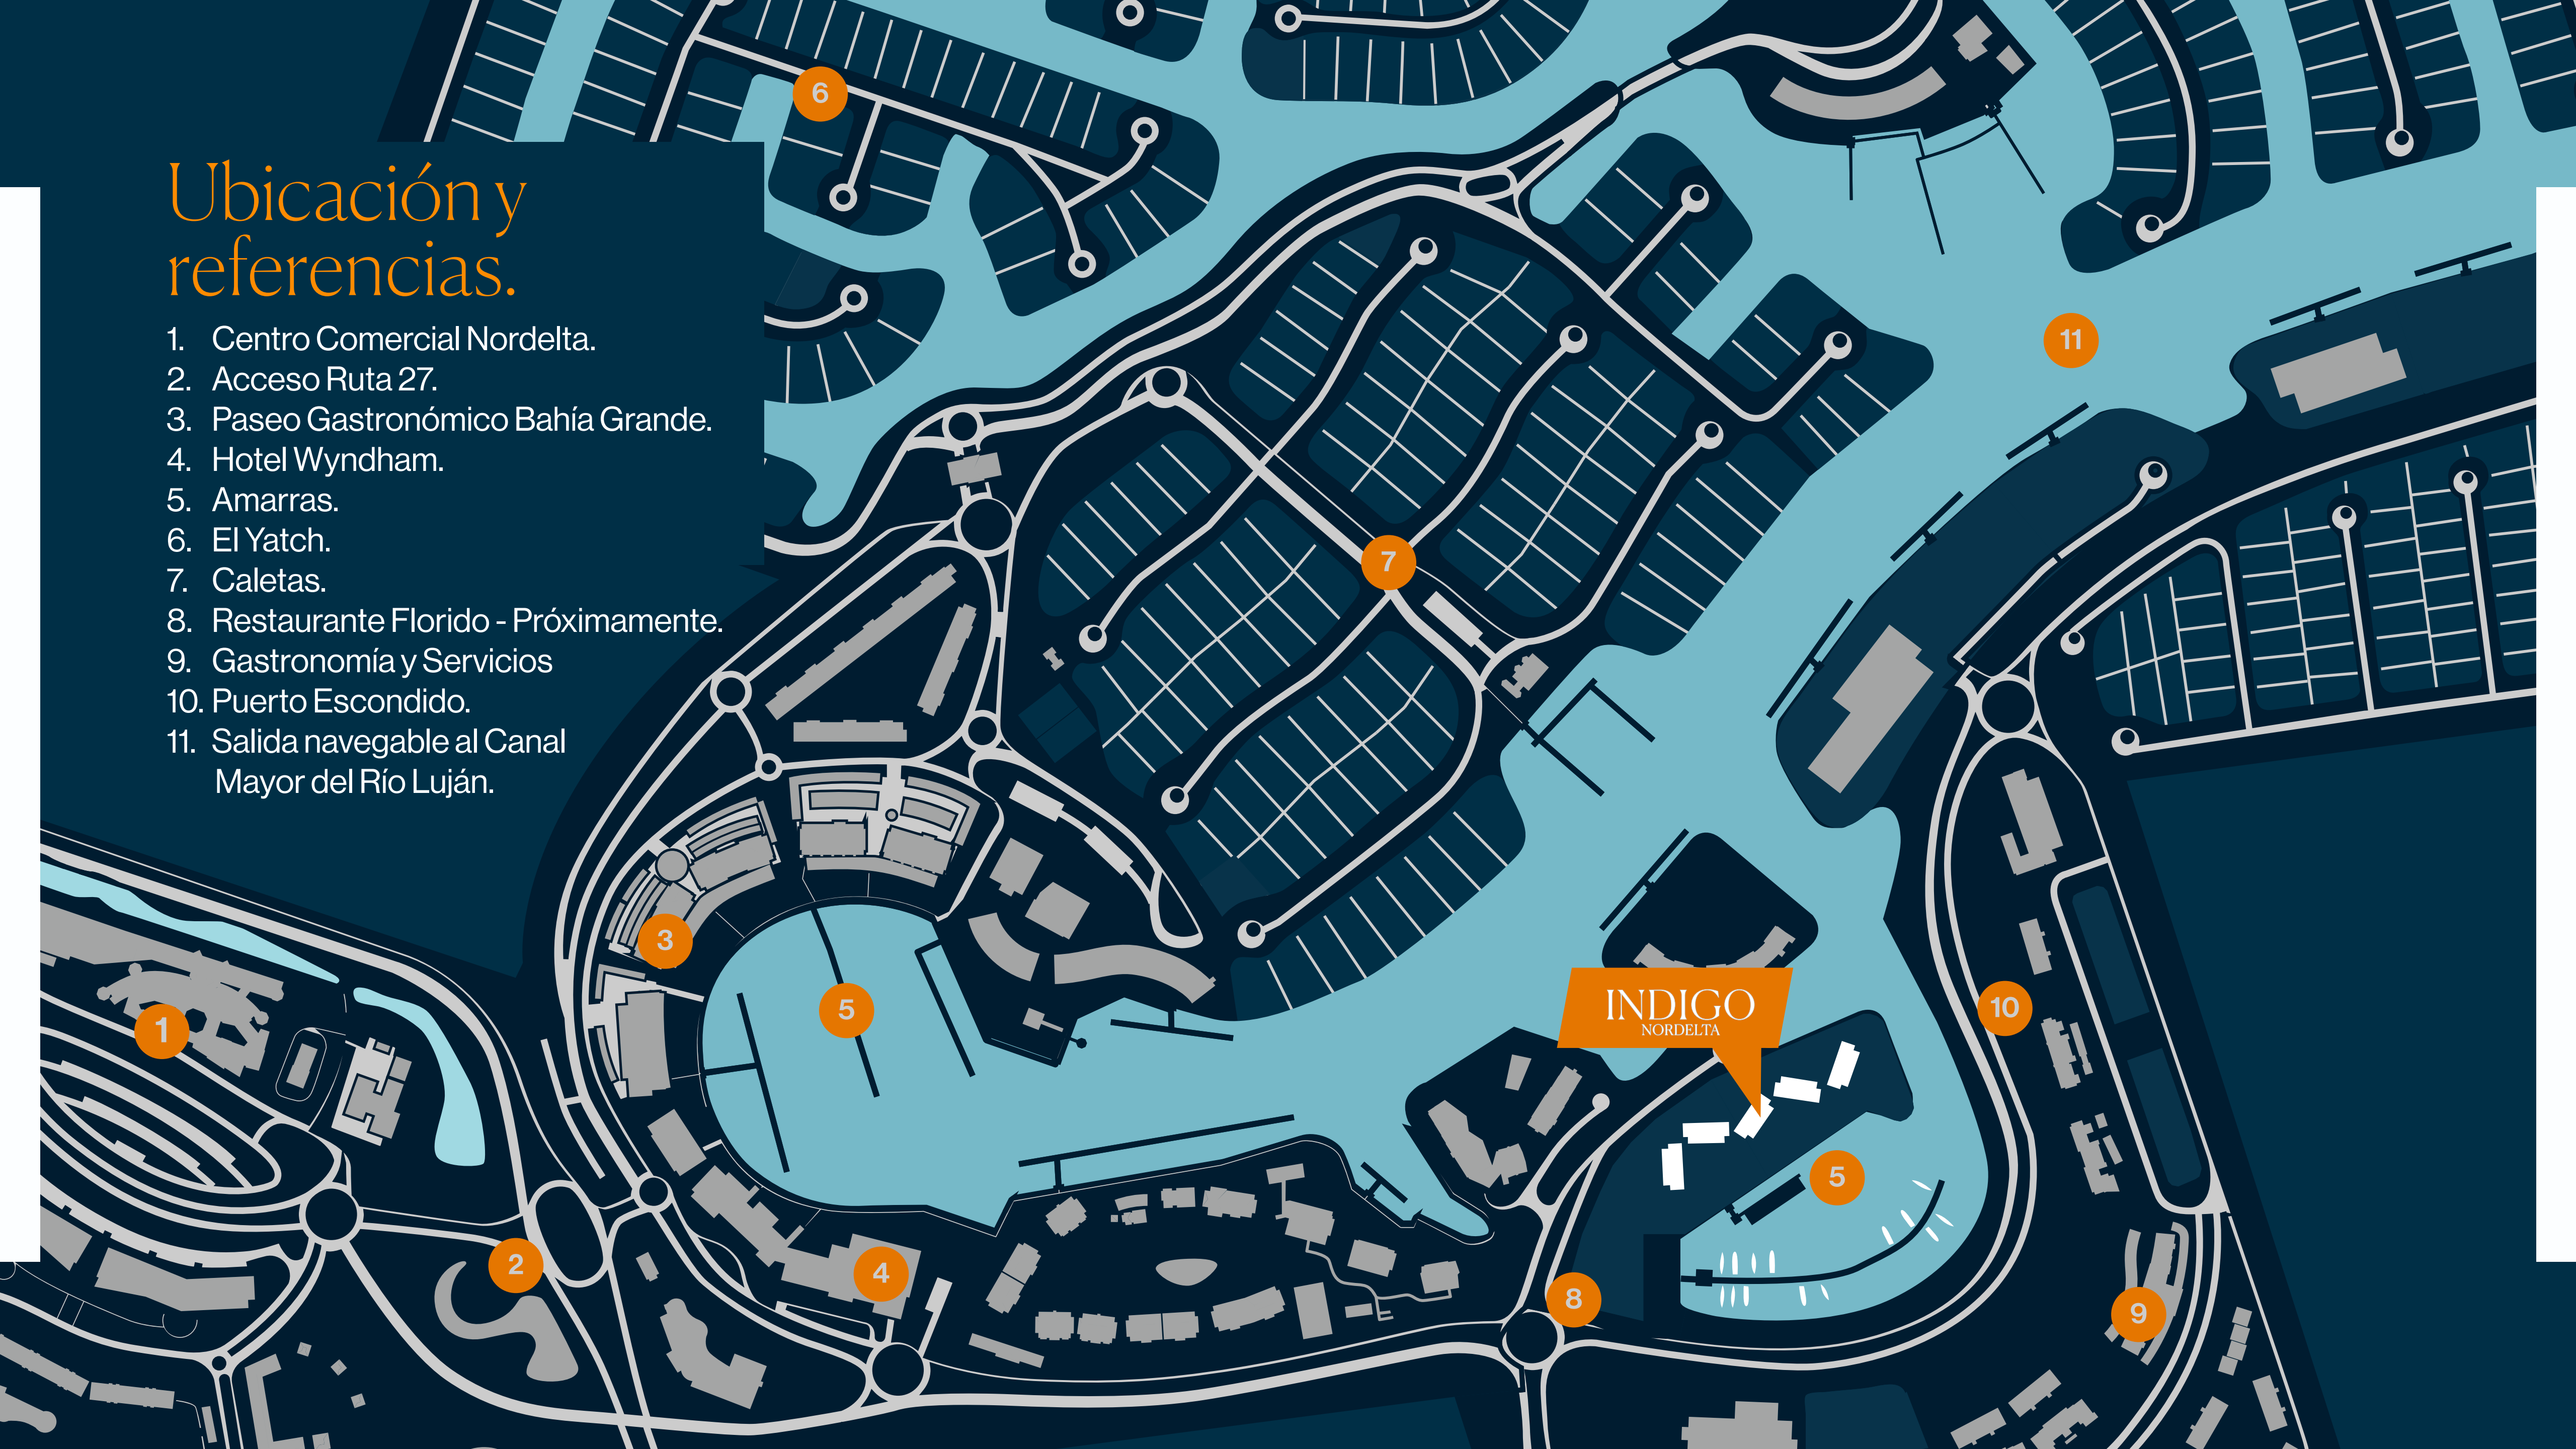 Ubicación y
referencias.
1. Centro Comercial Nordelta.
2. Acceso Ruta 27.
3. Paseo Gastronómico Bahía Grande.
4. Hotel Wyndham.
5. Amarras.
6. El Yatch.
7. Caletas.
8. Restaurante Florido - Próximamente.
9. Gastronomía y Servicios
10. Puerto Escondido.
11. Salida navegable al Canal
Mayor del Río Luján.
6
11
7
3
5
1
INDIGO
NORDELTA
10
5
2
4
8
9